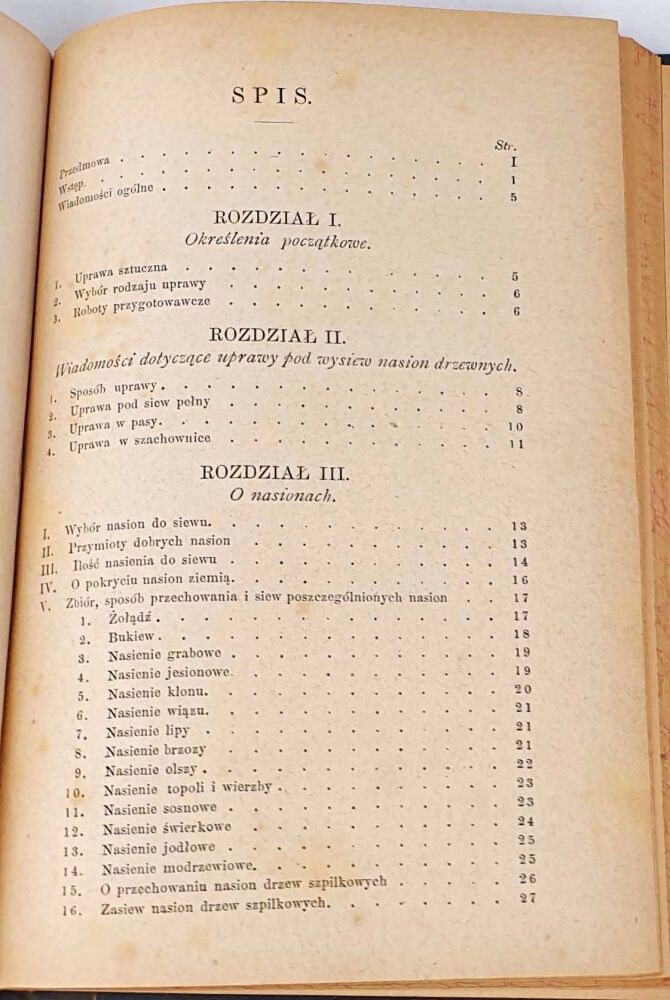 SPIS.
Str.
Przedmowa . . . . . . . . . . . . . . . I
Wstęp. . . . . . . . . . . . . . . . 1
Wiadomości ogólne . . . . . . . . . . . . . 5
ROZDZIAŁ I.
Określenia początkowe.
1. Uprawa sztuczna . . . . . . . . . . . . 5
2. Wybór rodzaju uprawy . . . . . . . . . . 6
3. Roboty przygotowawcze . . . . . . . . . . 6
ROZDZIAŁ II.
Wiadomości dotyczące uprawy pod wysiew nasion drzewnych.
1. Sposób uprawy . . . . . . . . . . . . . 8
2. Uprawa pod siew pełny . . . . . . . . . . 8
3. Uprawa w pasy. . . . . . . . . . . . . 10
4. Uprawa w szachownice . . . . . . . . . . 11
ROZDZIAŁ III.
O nasionach.
I. Wybór nasion do siewu. . . . . . . . . . . 13
II. Przymioty dobrych nasion . . . . . . . . . 13
III. Ilość nasienia do siewu . . . . . . . . . . 14
IV. O pokryciu nasion ziemią. . . . . . . . . . 16
V. Zbiór, sposób przechowania i siew poszczególnionych nasion . . 17
1. Żołądź . . . . . . . . . . . . . 17
2. Bukiew . . . . . . . . . . . . . 18
3. Nasienie grabowe . . . . . . . . . . 19
4. Nasienie jesionowe. . . . . . . . . . 19
5. Nasienie klonu. . . . . . . . . . . 20
6. Nasienie wiązu. . . . . . . . . . . 21
7. Nasienie lipy . . . . . . . . . . . 21
8. Nasienie brzozy . . . . . . . . . . 21
9. Nasienie olszy . . . . . . . . . . . 22
10. Nasienie topoli i wierzby . . . . . . . . 23
11. Nasienie sosnowe . . . . . . . . . . 23
12. Nasienie świerkowe . . . . . . . . . 24
13. Nasienie jodłowe . . . . . . . . . . 25
14. Nasienie modrzewiowe. . . . . . . . . 25
15. O przechowaniu nasion drzew szpilkowych . . . . 26
16. Zasiew nasion drzew szpilkowych. . . . . . . 27